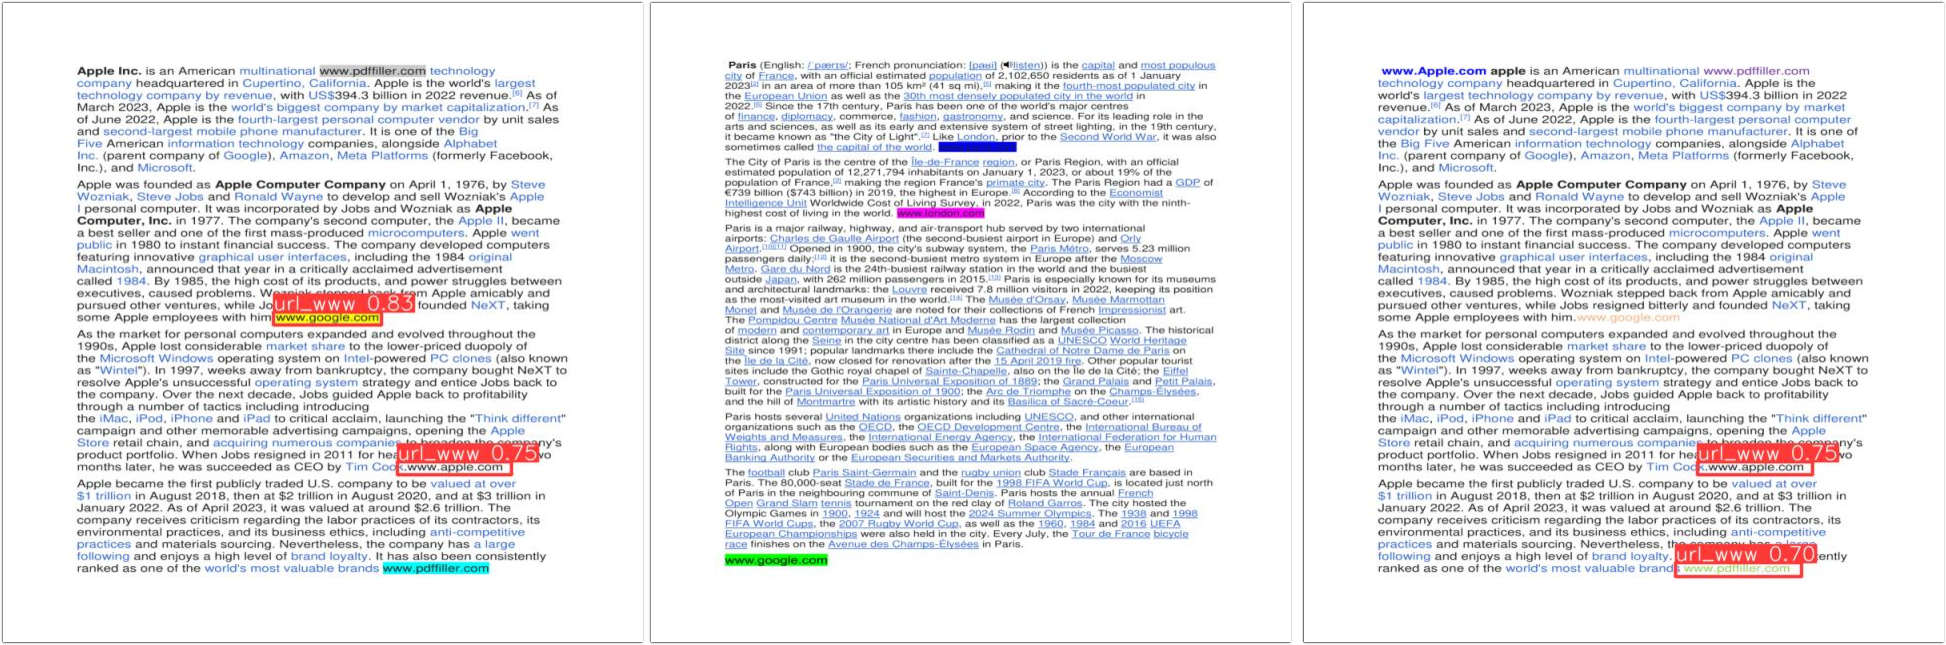 Apple Inc. is an American multinational www.pdffiller.com technology
company headquartered in Cupertino, California. Apple is the world's largest
technology company by revenue, with US$394.3 billion in 2022 revenue.[6] As of
March 2023, Apple is the world's biggest company by market capitalization.[7] As
of June 2022, Apple is the fourth-largest personal computer vendor by unit sales
and second-largest mobile phone manufacturer. It is one of the Big
Five American information technology companies, alongside Alphabet
Inc. (parent company of Google), Amazon, Meta Platforms (formerly Facebook,
Inc.), and Microsoft.
Apple was founded as Apple Computer Company on April 1, 1976, by Steve
Wozniak, Steve Jobs and Ronald Wayne to develop and sell Wozniak's Apple
I personal computer. It was incorporated by Jobs and Wozniak as Apple
Computer, Inc. in 1977. The company's second computer, the Apple II, became
a best seller and one of the first mass-produced microcomputers. Apple went
public in 1980 to instant financial success. The company developed computers
featuring innovative graphical user interfaces, including the 1984 original
Macintosh, announced that year in a critically acclaimed advertisement
called 1984. By 1985, the high cost of its products, and power struggles between
executives, caused problems. Wozniak stepped back from Apple amicably and
url_www 0.83
pursued other ventures, while Jo founded NeXT, taking
some Apple employees with him www.google.com
As the market for personal computers expanded and evolved throughout the
1990s, Apple lost considerable market share to the lower-priced duopoly of
the Microsoft Windows operating system on Intel-powered PC clones (also known
as "Wintel"). In 1997, weeks away from bankruptcy, the company bought NeXT to
resolve Apple's unsuccessful operating system strategy and entice Jobs back to
the company. Over the next decade, Jobs guided Apple back to profitability
through a number of tactics including introducing
the iMac, iPod, iPhone and iPad to critical acclaim, launching the "Think different"
campaign and other memorable advertising campaigns, opening the Apple
Store retail chain, and acquiring numerous companies to broaden the company's
url_www 0.75
product portfolio. When Jobs resigned in 2011 for hea wo
months later, he was succeeded as CEO by Tim Cook.www.apple.com
Apple became the first publicly traded U.S. company to be valued at over
$1 trillion in August 2018, then at $2 trillion in August 2020, and at $3 trillion in
January 2022. As of April 2023, it was valued at around $2.6 trillion. The
company receives criticism regarding the labor practices of its contractors, its
environmental practices, and its business ethics, including anti-competitive
practices and materials sourcing. Nevertheless, the company has a large
following and enjoys a high level of brand loyalty. It has also been consistently
ranked as one of the world's most valuable brands www.pdffiller.com
Paris (English: /ˈpærɪs/; French pronunciation: [paʁi] (listen)) is the capital and most populous
city of France, with an official estimated population of 2,102,650 residents as of 1 January
2023[2] in an area of more than 105 km² (41 sq mi),[5] making it the fourth-most populated city in
the European Union as well as the 30th most densely populated city in the world in
2022.[6] Since the 17th century, Paris has been one of the world's major centres
of finance, diplomacy, commerce, fashion, gastronomy, and science. For its leading role in the
arts and sciences, as well as its early and extensive system of street lighting, in the 19th century,
it became known as "the City of Light".[7] Like London, prior to the Second World War, it was also
sometimes called the capital of the world.
The City of Paris is the centre of the Île-de-France region, or Paris Region, with an official
estimated population of 12,271,794 inhabitants on January 1, 2023, or about 19% of the
population of France,[2] making the region France's primate city. The Paris Region had a GDP of
€739 billion ($743 billion) in 2019, the highest in Europe.[8] According to the Economist
Intelligence Unit Worldwide Cost of Living Survey, in 2022, Paris was the city with the ninth-
highest cost of living in the world. www.london.com
Paris is a major railway, highway, and air-transport hub served by two international
airports: Charles de Gaulle Airport (the second-busiest airport in Europe) and Orly
Airport.[10][11] Opened in 1900, the city's subway system, the Paris Métro, serves 5.23 million
passengers daily;[12] it is the second-busiest metro system in Europe after the Moscow
Metro. Gare du Nord is the 24th-busiest railway station in the world and the busiest
outside Japan, with 262 million passengers in 2015.[13] Paris is especially known for its museums
and architectural landmarks: the Louvre received 7.8 million visitors in 2022, keeping its position
as the most-visited art museum in the world.[14] The Musée d'Orsay, Musée Marmottan
Monet and Musée de l'Orangerie are noted for their collections of French Impressionist art.
The Pompidou Centre Musée National d'Art Moderne has the largest collection
of modern and contemporary art in Europe and Musée Rodin and Musée Picasso. The historical
district along the Seine in the city centre has been classified as a UNESCO World Heritage
Site since 1991; popular landmarks there include the Cathedral of Notre Dame de Paris on
the Île de la Cité, now closed for renovation after the 15 April 2019 fire. Other popular tourist
sites include the Gothic royal chapel of Sainte-Chapelle, also on the Île de la Cité; the Eiffel
Tower, constructed for the Paris Universal Exposition of 1889; the Grand Palais and Petit Palais,
built for the Paris Universal Exposition of 1900; the Arc de Triomphe on the Champs-Élysées,
and the hill of Montmartre with its artistic history and its Basilica of Sacré-Coeur.[15]
Paris hosts several United Nations organizations including UNESCO, and other international
organizations such as the OECD, the OECD Development Centre, the International Bureau of
Weights and Measures, the International Energy Agency, the International Federation for Human
Rights, along with European bodies such as the European Space Agency, the European
Banking Authority or the European Securities and Markets Authority.
The football club Paris Saint-Germain and the rugby union club Stade Français are based in
Paris. The 80,000-seat Stade de France, built for the 1998 FIFA World Cup, is located just north
of Paris in the neighbouring commune of Saint-Denis. Paris hosts the annual French
Open Grand Slam tennis tournament on the red clay of Roland Garros. The city hosted the
Olympic Games in 1900, 1924 and will host the 2024 Summer Olympics. The 1938 and 1998
FIFA World Cups, the 2007 Rugby World Cup, as well as the 1960, 1984 and 2016 UEFA
European Championships were also held in the city. Every July, the Tour de France bicycle
race finishes on the Avenue des Champs-Élysées in Paris.
www.google.com
www.Apple.com apple is an American multinational www.pdffiller.com
technology company headquartered in Cupertino, California. Apple is the
world's largest technology company by revenue, with US$394.3 billion in 2022
revenue.[6] As of March 2023, Apple is the world's biggest company by market
capitalization.[7] As of June 2022, Apple is the fourth-largest personal computer
vendor by unit sales and second-largest mobile phone manufacturer. It is one of
the Big Five American information technology companies, alongside Alphabet
Inc. (parent company of Google), Amazon, Meta Platforms (formerly Facebook,
Inc.), and Microsoft.
Apple was founded as Apple Computer Company on April 1, 1976, by Steve
Wozniak, Steve Jobs and Ronald Wayne to develop and sell Wozniak's Apple
I personal computer. It was incorporated by Jobs and Wozniak as Apple
Computer, Inc. in 1977. The company's second computer, the Apple II, became
a best seller and one of the first mass-produced microcomputers. Apple went
public in 1980 to instant financial success. The company developed computers
featuring innovative graphical user interfaces, including the 1984 original
Macintosh, announced that year in a critically acclaimed advertisement
called 1984. By 1985, the high cost of its products, and power struggles between
executives, caused problems. Wozniak stepped back from Apple amicably and
pursued other ventures, while Jobs resigned bitterly and founded NeXT, taking
some Apple employees with him.www.google.com
As the market for personal computers expanded and evolved throughout the
1990s, Apple lost considerable market share to the lower-priced duopoly of
the Microsoft Windows operating system on Intel-powered PC clones (also known
as "Wintel"). In 1997, weeks away from bankruptcy, the company bought NeXT to
resolve Apple's unsuccessful operating system strategy and entice Jobs back to
the company. Over the next decade, Jobs guided Apple back to profitability
through a number of tactics including introducing
the iMac, iPod, iPhone and iPad to critical acclaim, launching the "Think different"
campaign and other memorable advertising campaigns, opening the Apple
Store retail chain, and acquiring numerous companies to broaden the company's
url_www 0.75
product portfolio. When Jobs resigned in 2011 for hea wo
months later, he was succeeded as CEO by Tim Cook.www.apple.com
Apple became the first publicly traded U.S. company to be valued at over
$1 trillion in August 2018, then at $2 trillion in August 2020, and at $3 trillion in
January 2022. As of April 2023, it was valued at around $2.6 trillion. The
company receives criticism regarding the labor practices of its contractors, its
environmental practices, and its business ethics, including anti-competitive
practices and materials sourcing. Nevertheless, the company has a large
url_www 0.70
following and enjoys a high level of brand loyalty. ently
ranked as one of the world's most valuable brands www.pdffiller.com